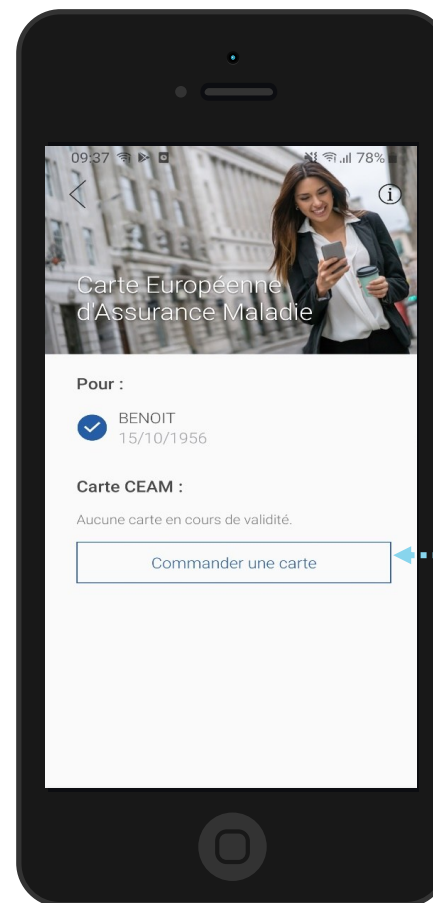 09:37 78%
Carte Européenne
d'Assurance Maladie
Pour :
BENOIT
15/10/1956
Carte CEAM :
Aucune carte en cours de validité.
Commander une carte